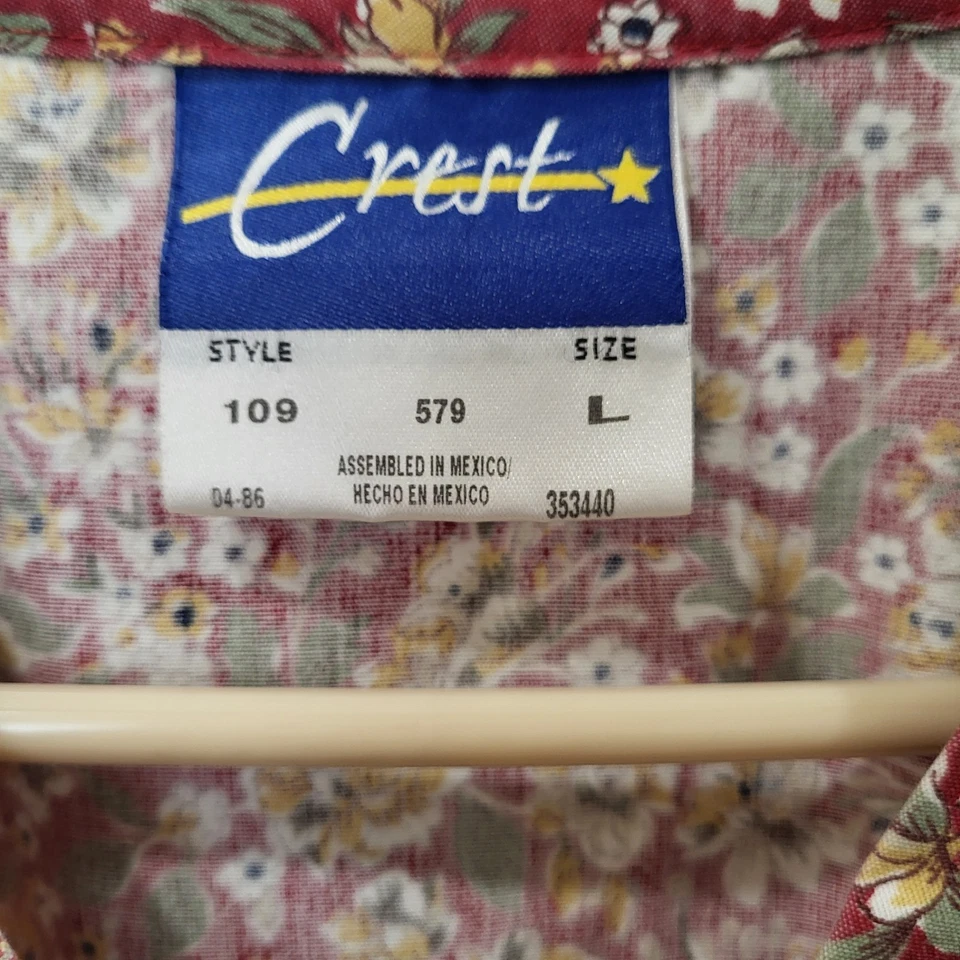 Crest
STYLE SIZE
109 579 L
ASSEMBLED IN MEXICO/
04-86 HECHO EN MEXICO 353440